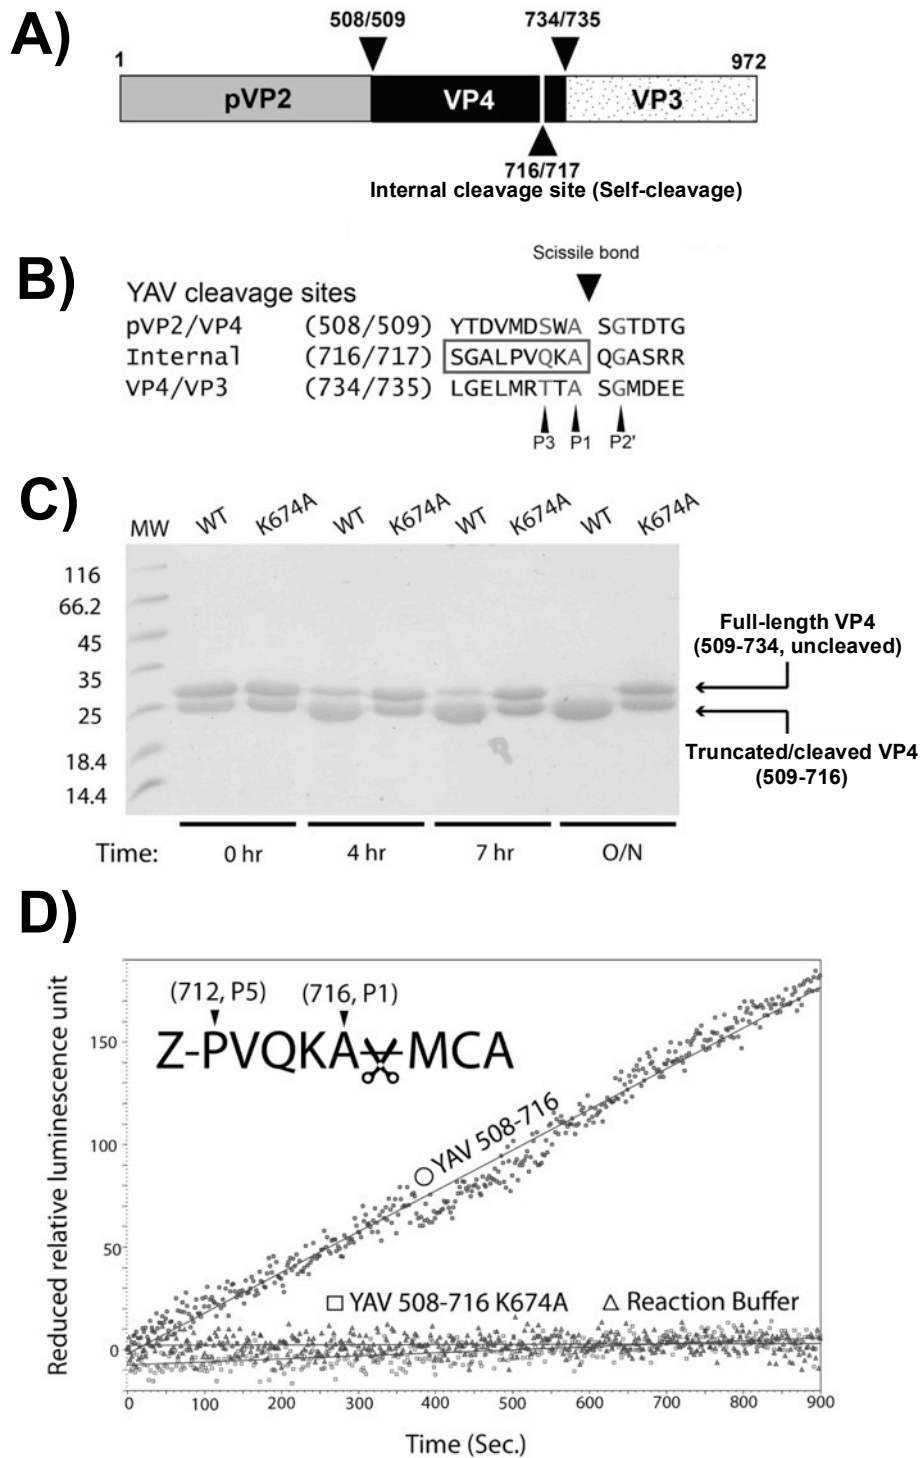 A)
508/509
734/735
1
972
pVP2
VP4
VP3
716/717
Internal cleavage site (Self-cleavage)
B)
Scissile bond
YAV cleavage sites
pVP2/VP4 (508/509) YTDVMDSWA SGTDTG
Internal (716/717) SGALPVQKA QGASRR
VP4/VP3 (734/735) LGELMRTTA SGMDEE
P3 P1 P2'
C)
MW WT K674A WT K674A WT K674A WT K674A
116
66.2
45
35
25
18.4
14.4
Full-length VP4
(509-734, uncleaved)
Truncated/cleaved VP4
(509-716)
Time: 0 hr 4 hr 7 hr O/N
D)
Reduced relative luminescence unit
150
100
50
0
(712, P5) (716, P1)
Z-PVQKA MCA
YAV 508-716
YAV 508-716 K674A
Reaction Buffer
0 100 200 300 400 500 600 700 800 900
Time (Sec.)